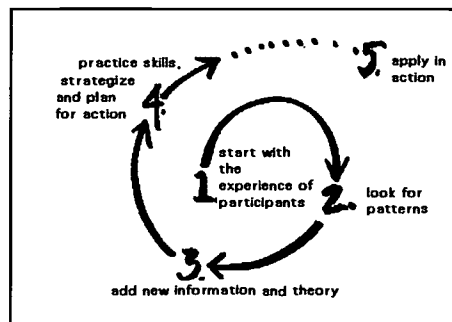 1. start with
the
experience of
participants
2. look for
patterns
3.
add new information and theory
4.
practice skills,
strategize
and plan
for action
5. apply in
action